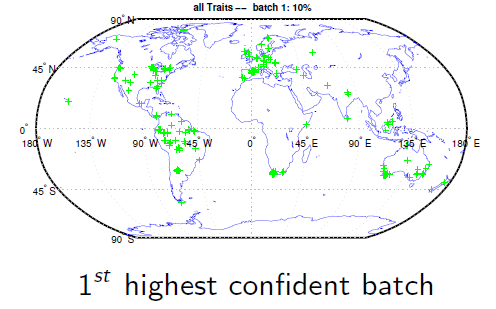 all Traits –– batch 1: 10%
90° N
45° N
0°
180° W 135° W 90° W 45° W 0° 45° E 90° E 135° E 180° E
45° S
90° S
1st highest confident batch